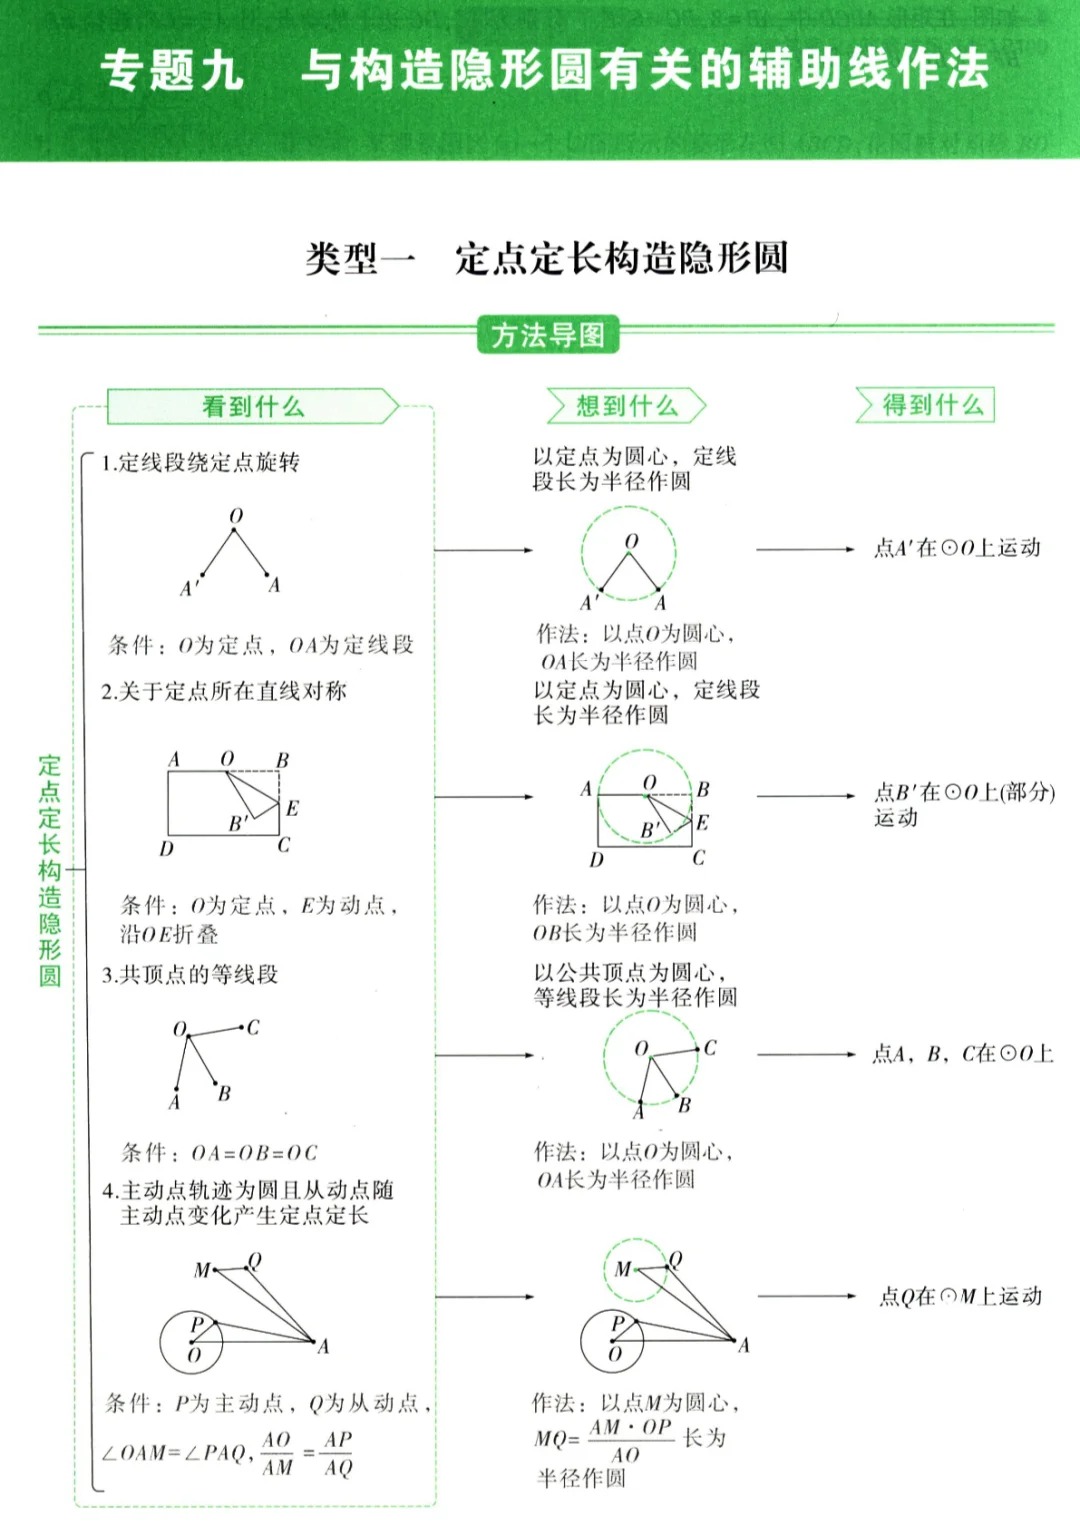 专题九 与构造隐形圆有关的辅助线作法
类型一 定点定长构造隐形圆
方法导图
看到什么
想到什么
得到什么
定点定长构造隐形圆
1.定线段绕定点旋转
O
A′
A
条件：O为定点，OA为定线段
以定点为圆心，定线
段长为半径作圆
O
A′
A
作法：以点O为圆心，
OA长为半径作圆
点A′在⊙O上运动
2.关于定点所在直线对称
A O B
B′
E
D
C
条件：O为定点，E为动点，
沿OE折叠
以定点为圆心，定线段
长为半径作圆
A O B
B′
E
D
C
作法：以点O为圆心，
OB长为半径作圆
点B′在⊙O上(部分)
运动
3.共顶点的等线段
O
C
A
B
条件：OA=OB=OC
以公共顶点为圆心，
等线段长为半径作圆
O
C
A
B
作法：以点O为圆心，
OA长为半径作圆
点A，B，C在⊙O上
4.主动点轨迹为圆且从动点随
主动点变化产生定点定长
M
Q
P
O
A
条件：P为主动点，Q为从动点，
∠OAM=∠PAQ，AO/AM=AP/AQ
M
Q
P
O
A
作法：以点M为圆心，
MQ=AM·OP/AO 长为
半径作圆
点Q在⊙M上运动